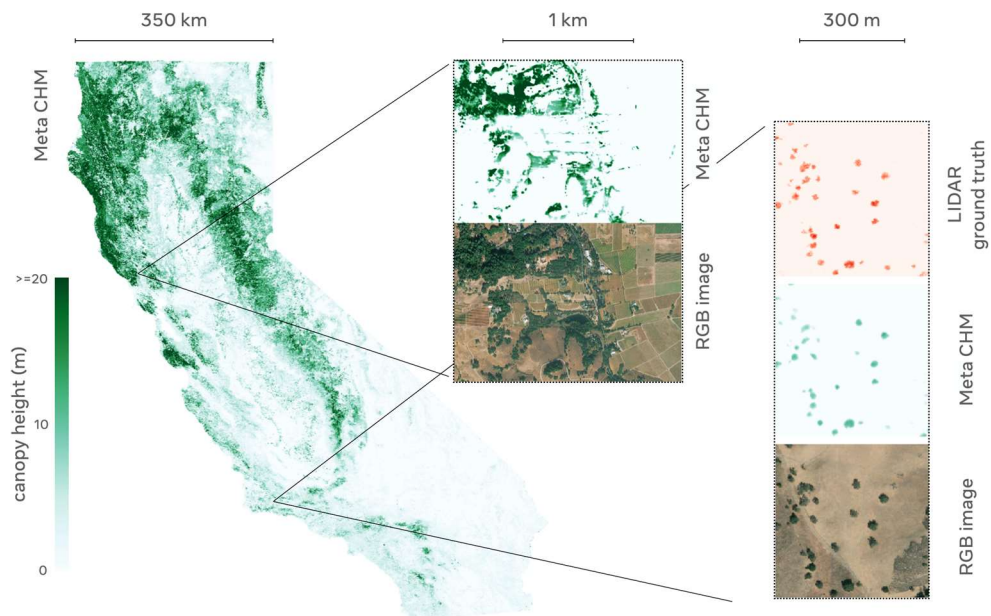 350 km
1 km
300 m
Meta CHM
Meta CHM
RGB image
LIDAR
ground truth
Meta CHM
RGB image
canopy height (m)
>=20
10
0